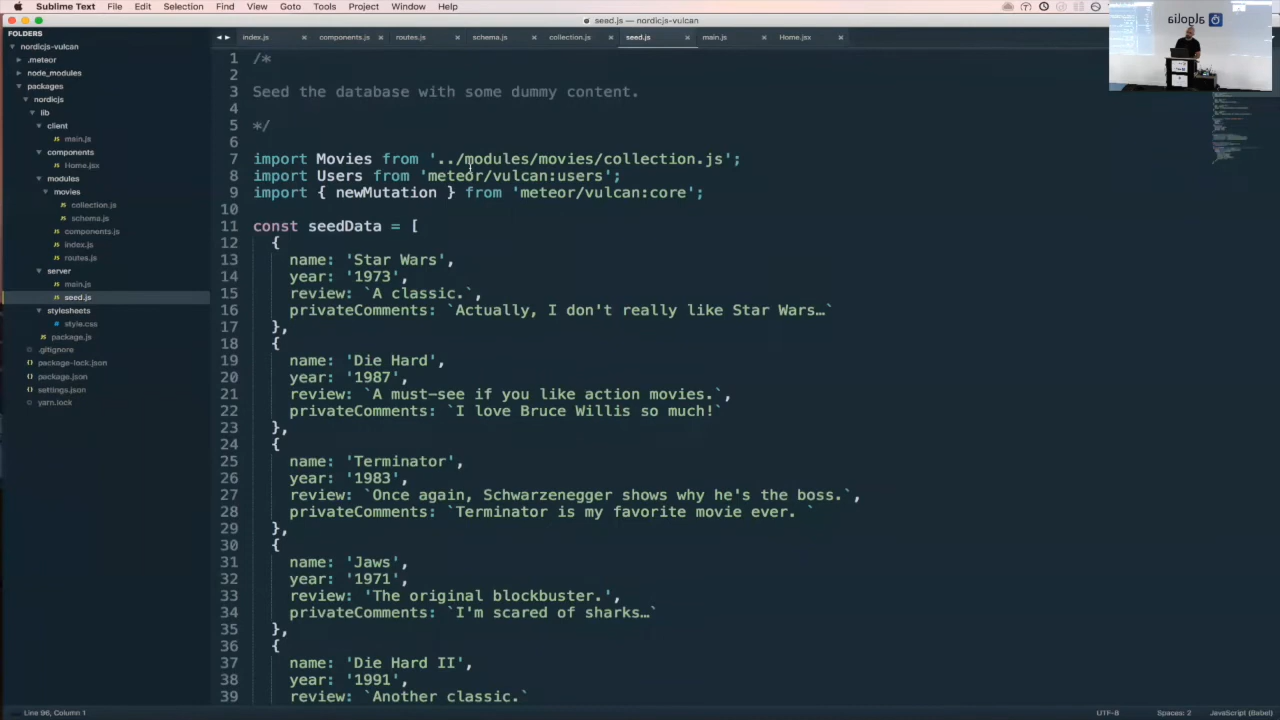 Sublime Text File Edit Selection Find View Goto Tools Project Window Help
seed.js — nordicjs-vulcan
algolia
FOLDERS
nordicjs-vulcan
.meteor
node_modules
packages
nordicjs
lib
client
main.js
components
Home.jsx
modules
movies
collection.js
schema.js
components.js
index.js
routes.js
server
main.js
seed.js
stylesheets
style.css
package.js
.gitignore
package-lock.json
package.json
settings.json
yarn.lock
index.js components.js routes.js schema.js collection.js seed.js main.js Home.jsx
1 /*
2
3 Seed the database with some dummy content.
4
5 */
6
7 import Movies from '../modules/movies/collection.js';
8 import Users from 'meteor/vulcan:users';
9 import { newMutation } from 'meteor/vulcan:core';
10
11 const seedData = [
12 {
13 name: 'Star Wars',
14 year: '1973',
15 review: `A classic.`,
16 privateComments: `Actually, I don't really like Star Wars…`
17 },
18 {
19 name: 'Die Hard',
20 year: '1987',
21 review: `A must-see if you like action movies.`,
22 privateComments: `I love Bruce Willis so much!`
23 },
24 {
25 name: 'Terminator',
26 year: '1983',
27 review: `Once again, Schwarzenegger shows why he's the boss.`,
28 privateComments: `Terminator is my favorite movie ever. `
29 },
30 {
31 name: 'Jaws',
32 year: '1971',
33 review: 'The original blockbuster.',
34 privateComments: `I'm scared of sharks…`
35 },
36 {
37 name: 'Die Hard II',
38 year: '1991',
39 review: `Another classic.`
Line 96, Column 1 UTF-8 Spaces: 2 JavaScript (Babel)